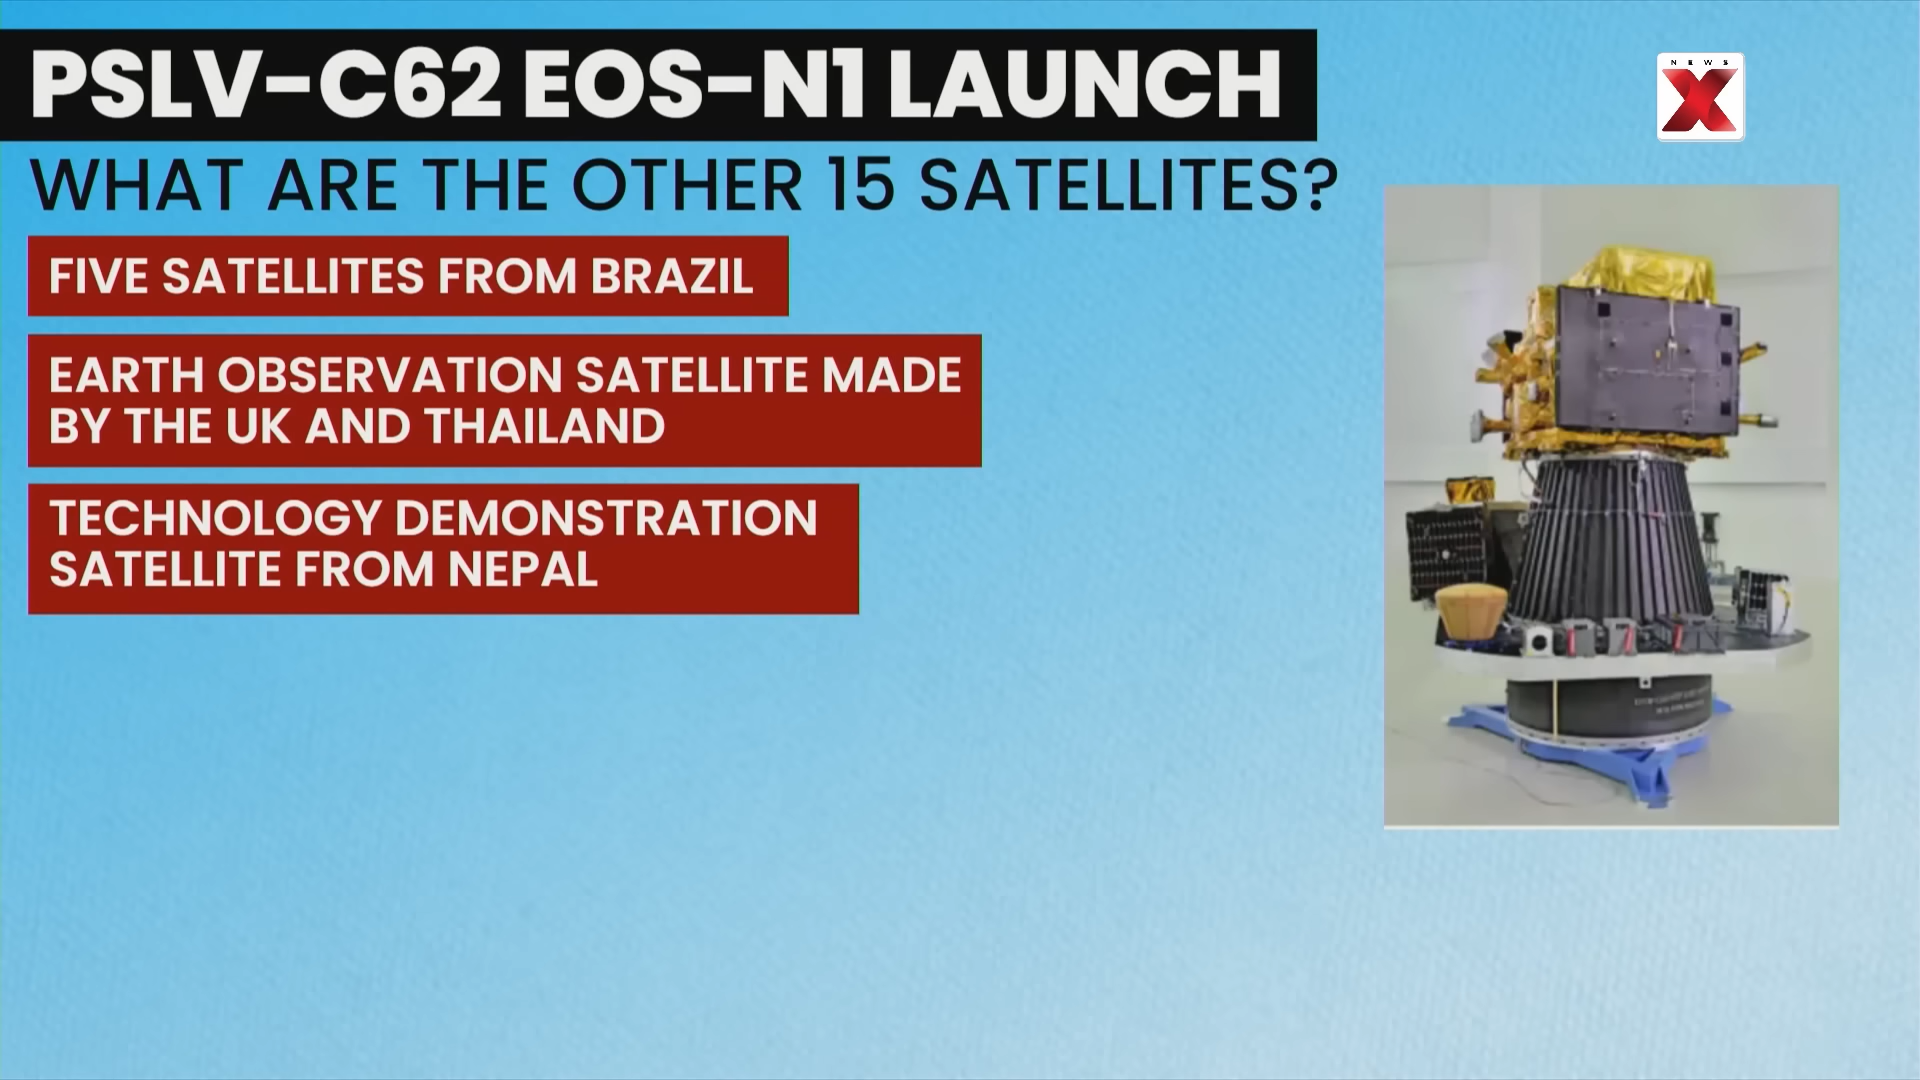 PSLV-C62 EOS-N1 LAUNCH
NEWS
X
WHAT ARE THE OTHER 15 SATELLITES?
FIVE SATELLITES FROM BRAZIL
EARTH OBSERVATION SATELLITE MADE
BY THE UK AND THAILAND
TECHNOLOGY DEMONSTRATION
SATELLITE FROM NEPAL